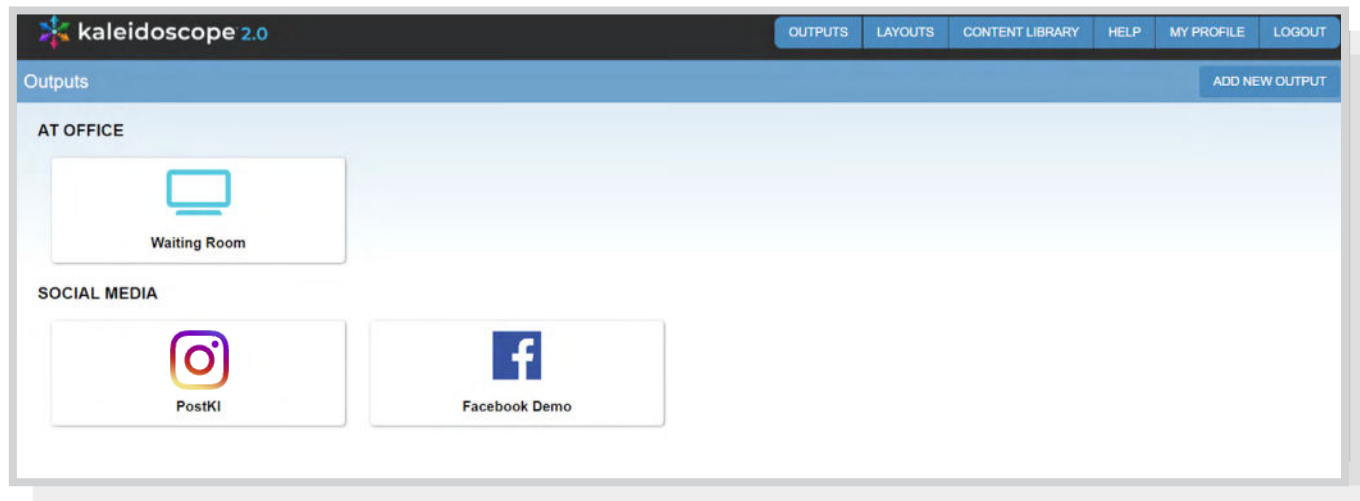 kaleidoscope 2.0
OUTPUTS LAYOUTS CONTENT LIBRARY HELP MY PROFILE LOGOUT
Outputs
ADD NEW OUTPUT
AT OFFICE
Waiting Room
SOCIAL MEDIA
PostKI
Facebook Demo